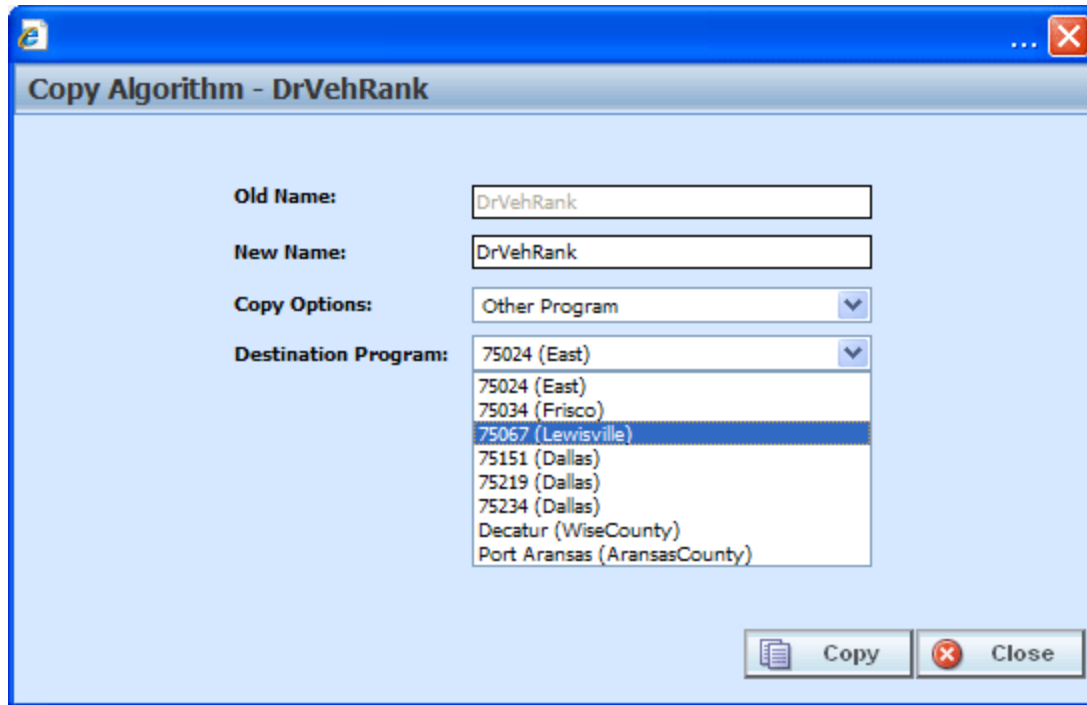 ...
Copy Algorithm - DrVehRank
Old Name: DrVehRank
New Name: DrVehRank
Copy Options: Other Program
Destination Program: 75024 (East)
75024 (East)
75034 (Frisco)
75067 (Lewisville)
75151 (Dallas)
75219 (Dallas)
75234 (Dallas)
Decatur (WiseCounty)
Port Aransas (AransasCounty)
Copy Close